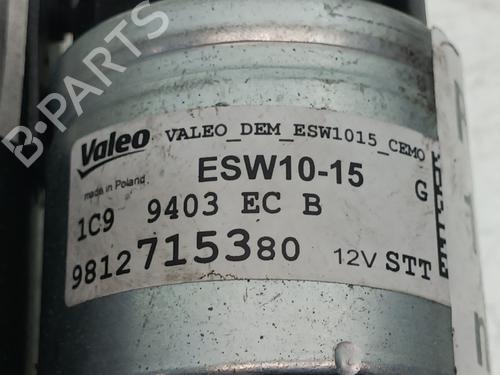 Valeo VALEO_DEM_ESW1015_CEMO
made in Poland ESW10-15
G
1C9 9403 EC B
9812715380 12V STT
B-PARTS